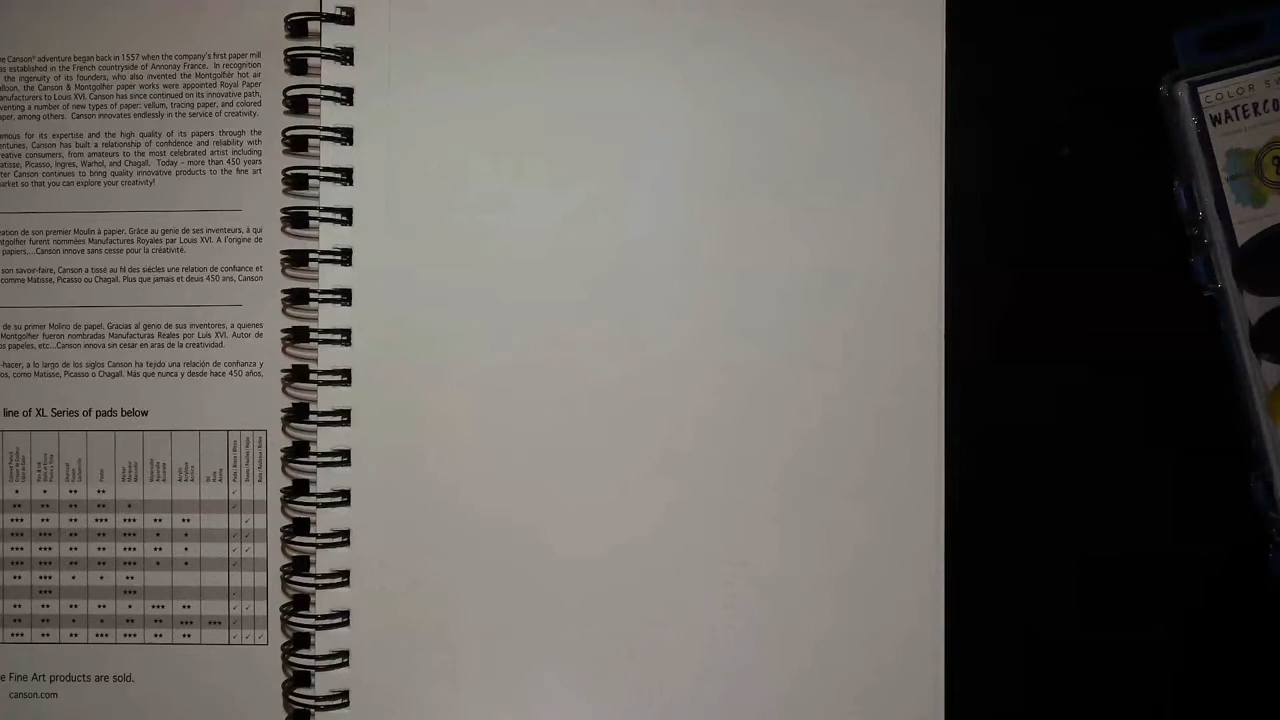 e Canson® adventure began back in 1557 when the company's first paper mill
as established in the French countryside of Annonay France. In recognition
the ingenuity of its founders, who also invented the Montgolfier hot air
alloon, the Canson & Montgolfier paper works were appointed Royal Paper
anufacturers to Louis XVI. Canson has since continued on its innovative path,
venting a number of new types of paper: vellum, tracing paper, and colored
aper, among others. Canson innovates endlessly in the service of creativity.
amous for its expertise and the high quality of its papers through the
enturies, Canson has built a relationship of confidence and reliability with
reative consumers, from amateurs to the most celebrated artist including
atisse, Picasso, Ingres, Warhol, and Chagall. Today – more than 450 years
ter Canson continues to bring quality innovative products to the fine art
arket so that you can explore your creativity!
éation de son premier Moulin à papier. Grâce au genie de ses inventeurs, à qui
ntgolfier furent nommées Manufactures Royales par Louis XVI. A l'origine de
papiers,...Canson innove sans cesse pour la créativité.
son savoir-faire, Canson a tissé au fil des siècles une relation de confiance et
comme Matisse, Picasso ou Chagall. Plus que jamais et deuis 450 ans, Canson
de su primer Molino de papel. Gracias al genio de sus inventores, a quienes
Montgolfier fueron nombradas Manufacturas Reales por Luis XVI. Autor de
os papeles, etc...Canson innova sin cesar en aras de la creatividad.
-hacer, a lo largo de los siglos Canson ha tejido una relación de confianza y
os, como Matisse, Picasso o Chagall. Más que nunca y desde hace 450 años,
line of XL Series of pads below
e Fine Art products are sold.
canson.com
COLOR SE
WATERCO